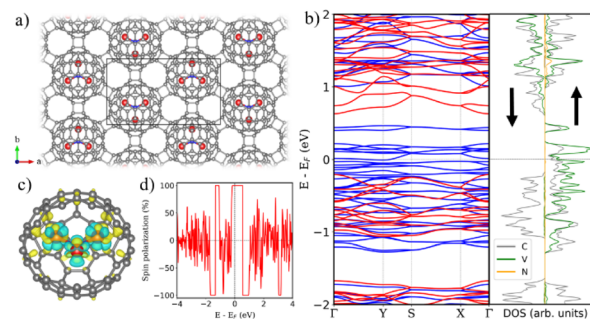 a)
b
a
c)
d)
Spin polarization (%)
100
50
0
-50
-100
-4
-2
0
2
4
E - E_F (eV)
b)
E - E_F (eV)
2
1
0
-1
-2
Γ
Y
S
X
Γ
C
V
N
DOS (arb. units)